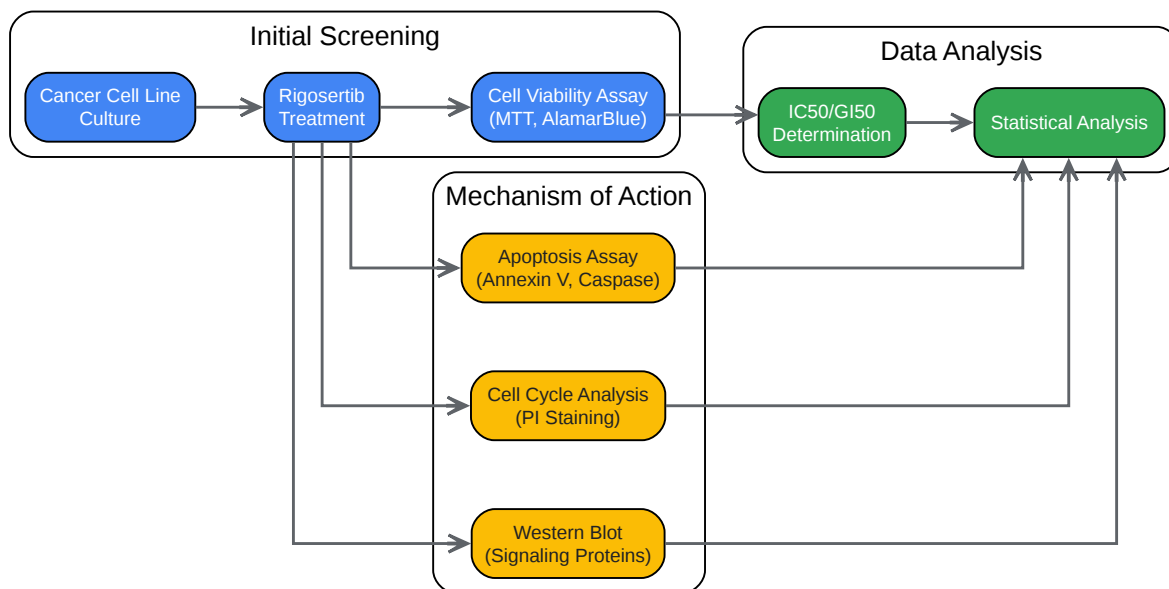 Initial Screening
Cancer Cell Line
Culture
Rigosertib
Treatment
Cell Viability Assay
(MTT, AlamarBlue)
Data Analysis
IC50/GI50
Determination
Statistical Analysis
Mechanism of Action
Apoptosis Assay
(Annexin V, Caspase)
Cell Cycle Analysis
(PI Staining)
Western Blot
(Signaling Proteins)